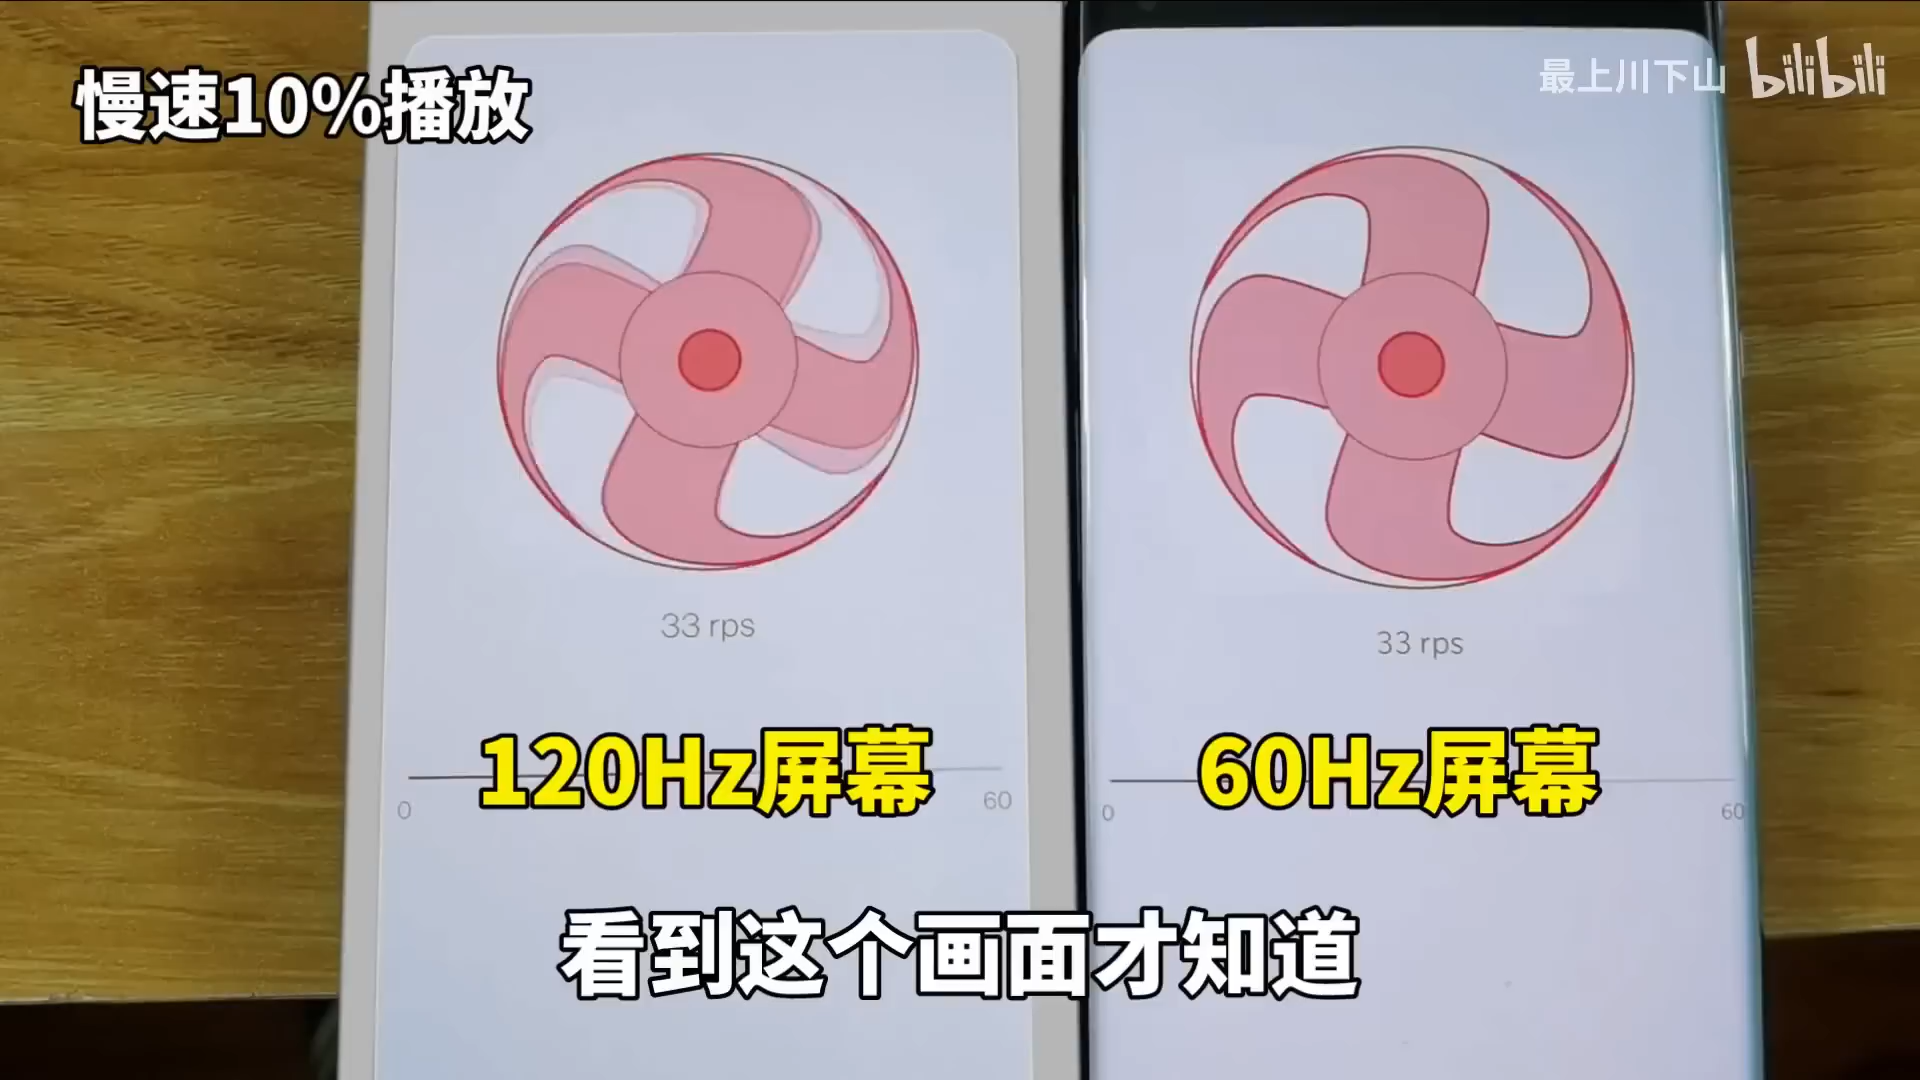 慢速10%播放
最上川下山 bilibili
33 rps
33 rps
120Hz屏幕
60Hz屏幕
0 60
0 60
看到这个画面才知道